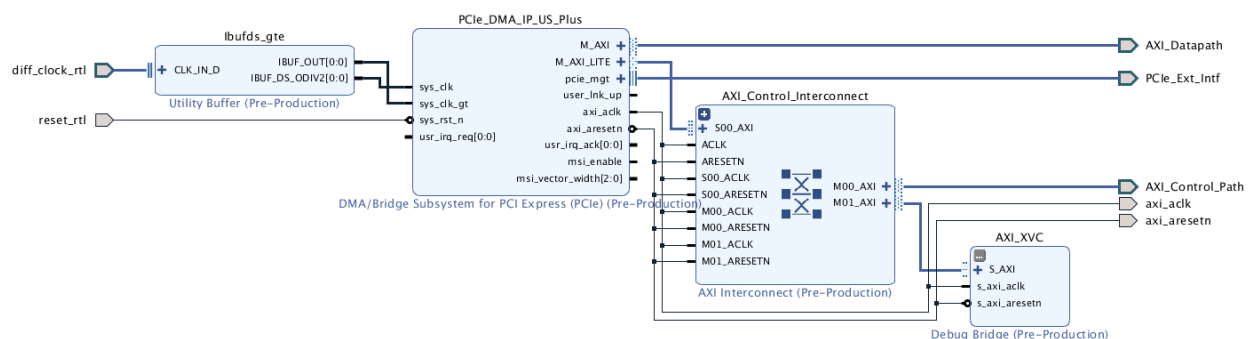 PCIe_DMA_IP_US_Plus
Ibufds_gte
M_AXI
AXI_Datapath
diff_clock_rtl
CLK_IN_D
IBUF_OUT[0:0]
IBUF_DS_ODIV2[0:0]
Utility Buffer (Pre-Production)
M_AXI_LITE
pcie_mgt
PCIe_Ext_Intf
sys_clk
user_lnk_up
sys_clk_gt
axi_aclk
reset_rtl
sys_rst_n
axi_aresetn
usr_irq_req[0:0]
usr_irq_ack[0:0]
msi_enable
msi_vector_width[2:0]
DMA/Bridge Subsystem for PCI Express (PCIe) (Pre-Production)
AXI_Control_Interconnect
S00_AXI
ACLK
ARESETN
S00_ACLK
S00_ARESETN
M00_ACLK
M00_ARESETN
M01_ACLK
M01_ARESETN
M00_AXI
M01_AXI
AXI Interconnect (Pre-Production)
AXI_Control_Path
axi_aclk
axi_aresetn
AXI_XVC
S_AXI
s_axi_aclk
s_axi_aresetn
Debug Bridge (Pre-Production)